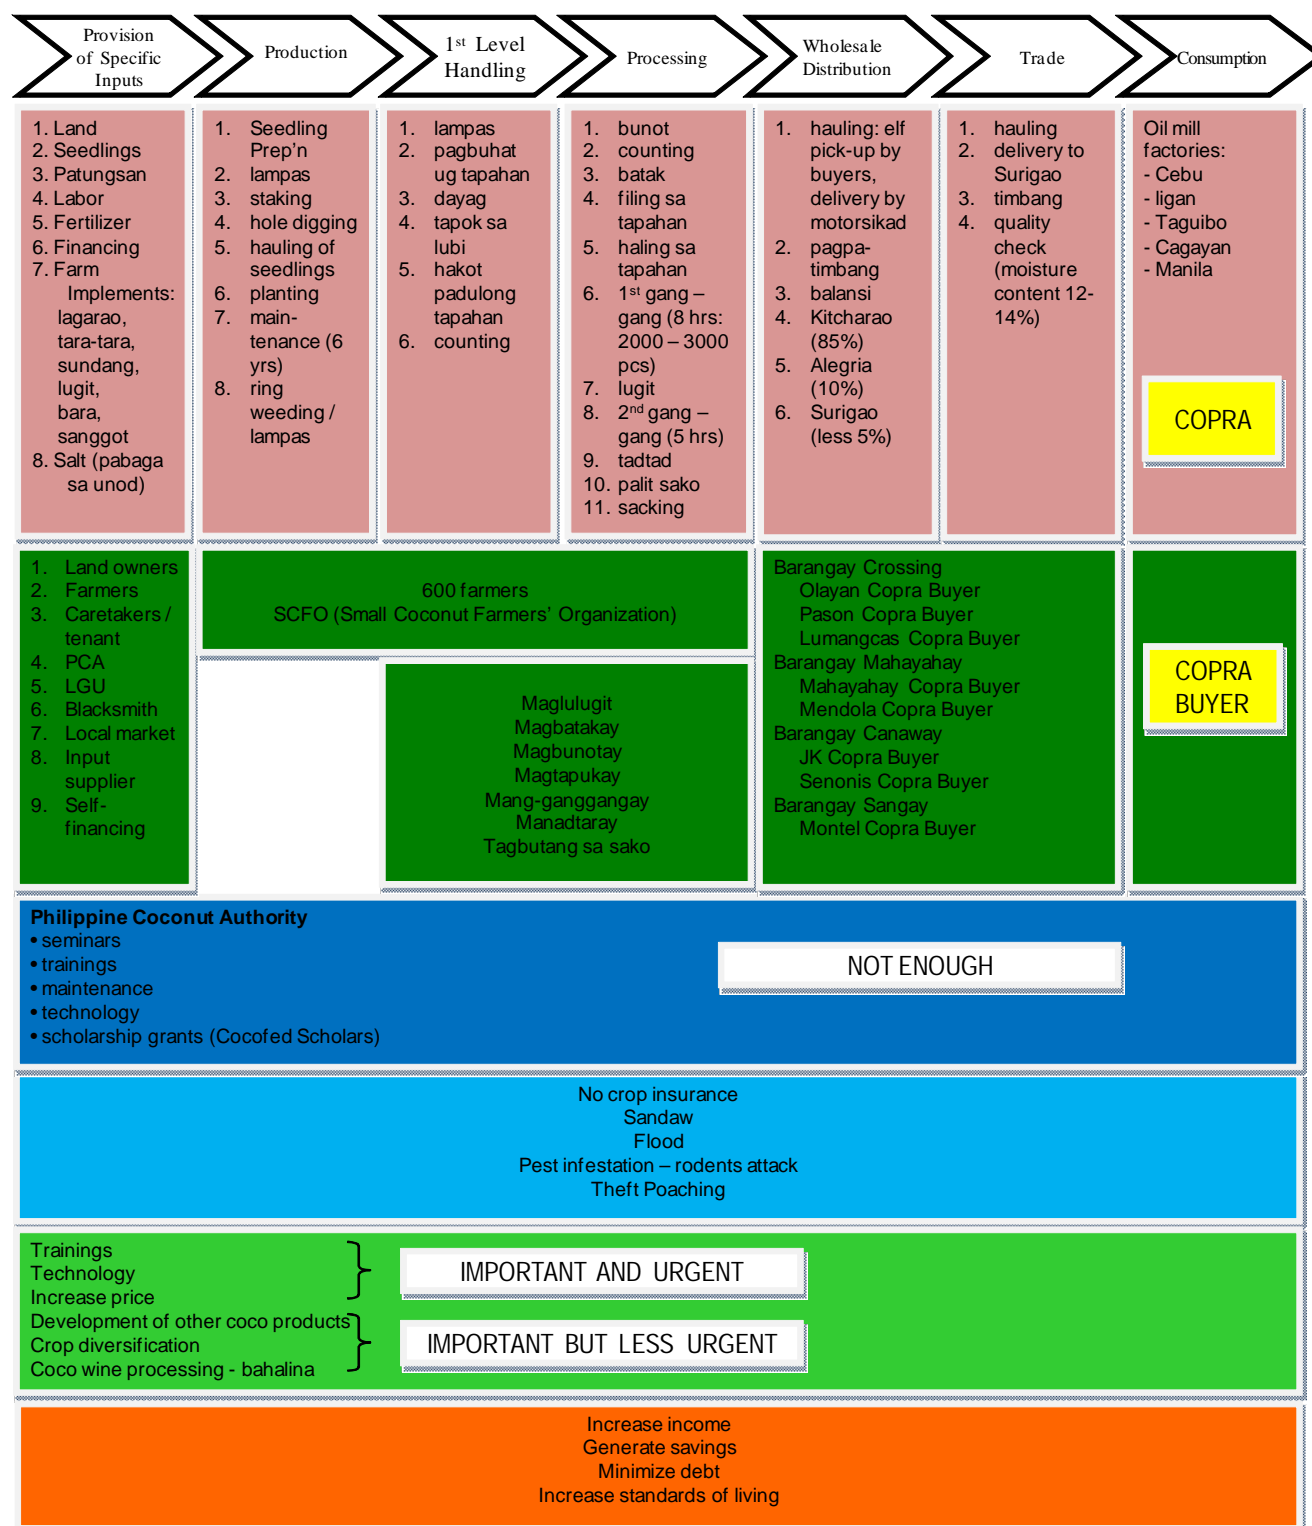 Provision
of Specific
Inputs
Production
1st Level
Handling
Processing
Wholesale
Distribution
Trade
Consumption
1. Land
2. Seedlings
3. Patungsan
4. Labor
5. Fertilizer
6. Financing
7. Farm
Implements:
lagarao,
tara-tara,
sundang,
lugit,
bara,
sanggot
8. Salt (pabaga
sa unod)
1. Seedling
Prep'n
2. lampas
3. staking
4. hole digging
5. hauling of
seedlings
6. planting
7. main-
tenance (6
yrs)
8. ring
weeding /
lampas
1. lampas
2. pagbuhat
ug tapahan
3. dayag
4. tapok sa
lubi
5. hakot
padulong
tapahan
6. counting
1. bunot
2. counting
3. batak
4. filing sa
tapahan
5. haling sa
tapahan
6. 1st gang –
gang (8 hrs:
2000 – 3000
pcs)
7. lugit
8. 2nd gang –
gang (5 hrs)
9. tadtad
10. palit sako
11. sacking
1. hauling: elf
pick-up by
buyers,
delivery by
motorsikad
2. pagpa-
timbang
3. balansi
4. Kitcharao
(85%)
5. Alegria
(10%)
6. Surigao
(less 5%)
1. hauling
2. delivery to
Surigao
3. timbang
4. quality
check
(moisture
content 12-
14%)
Oil mill
factories:
- Cebu
- Iigan
- Taguibo
- Cagayan
- Manila
COPRA
1. Land owners
2. Farmers
3. Caretakers /
tenant
4. PCA
5. LGU
6. Blacksmith
7. Local market
8. Input
supplier
9. Self-
financing
600 farmers
SCFO (Small Coconut Farmers' Organization)
Maglulugit
Magbatakay
Magbunotay
Magtapukay
Mang-ganggangay
Manadtaray
Tagbutang sa sako
Barangay Crossing
Olayan Copra Buyer
Pason Copra Buyer
Lumangcas Copra Buyer
Barangay Mahayahay
Mahayahay Copra Buyer
Mendola Copra Buyer
Barangay Canaway
JK Copra Buyer
Senonis Copra Buyer
Barangay Sangay
Montel Copra Buyer
COPRA
BUYER
Philippine Coconut Authority
• seminars
• trainings
• maintenance
• technology
• scholarship grants (Cocofed Scholars)
NOT ENOUGH
No crop insurance
Sandaw
Flood
Pest infestation – rodents attack
Theft Poaching
Trainings
Technology
Increase price
IMPORTANT AND URGENT
Development of other coco products
Crop diversification
Coco wine processing - bahalina
IMPORTANT BUT LESS URGENT
Increase income
Generate savings
Minimize debt
Increase standards of living